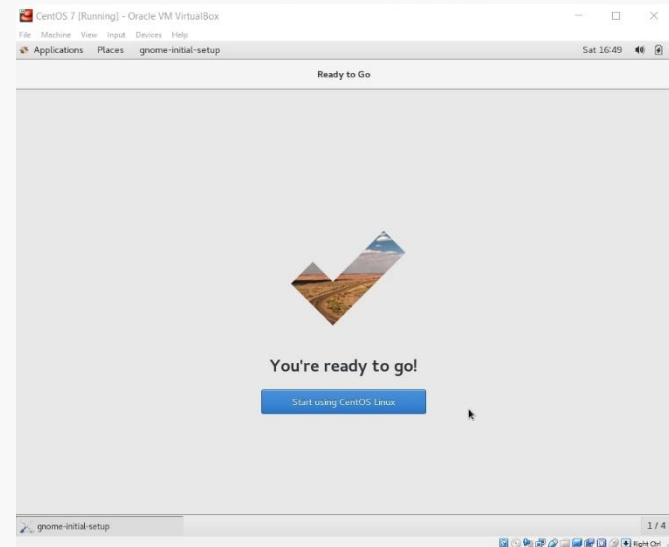 CentOS 7 [Running] - Oracle VM VirtualBox
File Machine View Input Devices Help
Applications Places gnome-initial-setup Sat 16:49
Ready to Go
You're ready to go!
Start using CentOS Linux
gnome-initial-setup 1 / 4
Right Ctrl